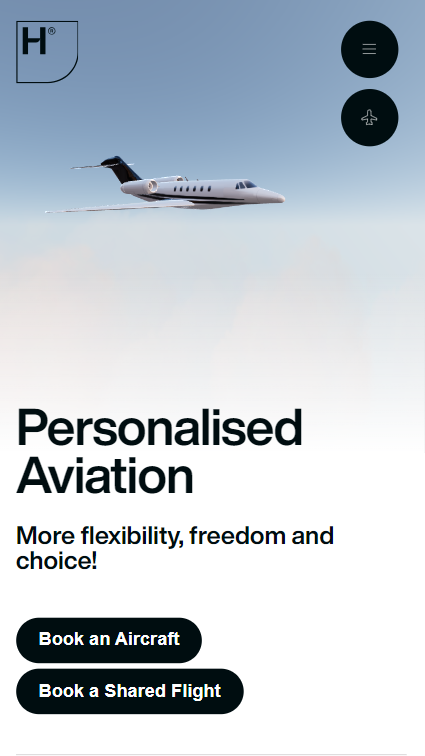 H®
Personalised
Aviation
More flexibility, freedom and
choice!
Book an Aircraft
Book a Shared Flight